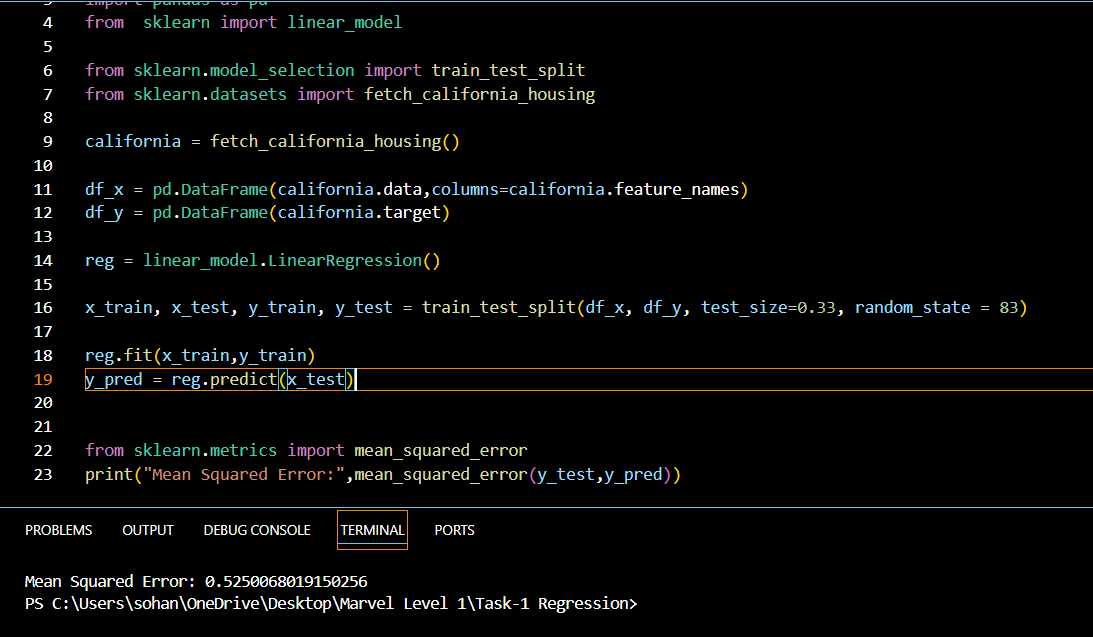 3 import pandas as pd
4 from  sklearn import linear_model
5
6 from sklearn.model_selection import train_test_split
7 from sklearn.datasets import fetch_california_housing
8
9 california = fetch_california_housing()
10
11 df_x = pd.DataFrame(california.data,columns=california.feature_names)
12 df_y = pd.DataFrame(california.target)
13
14 reg = linear_model.LinearRegression()
15
16 x_train, x_test, y_train, y_test = train_test_split(df_x, df_y, test_size=0.33, random_state = 83)
17
18 reg.fit(x_train,y_train)
19 y_pred = reg.predict(x_test)
20
21
22 from sklearn.metrics import mean_squared_error
23 print("Mean Squared Error:",mean_squared_error(y_test,y_pred))
PROBLEMS OUTPUT DEBUG CONSOLE TERMINAL PORTS
Mean Squared Error: 0.5250068019150256
PS C:\Users\sohan\OneDrive\Desktop\Marvel Level 1\Task-1 Regression>